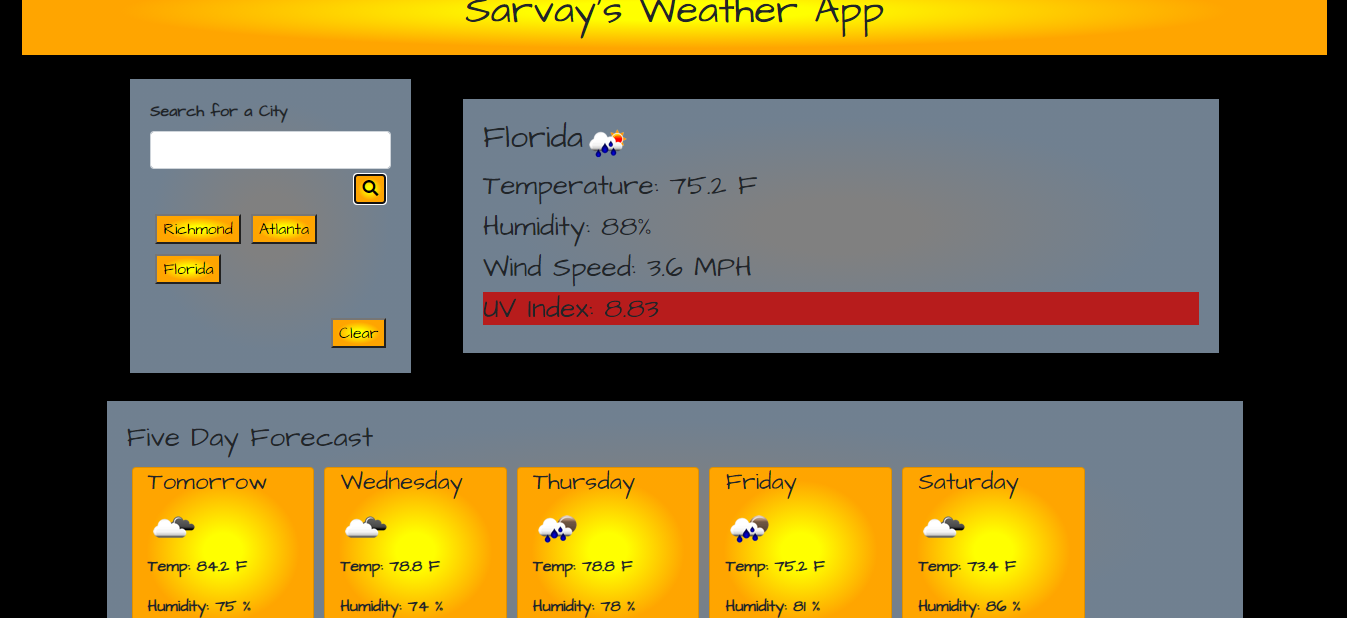 Sarvay's Weather App
Search for a City
Richmond Atlanta
Florida
Clear
Florida
Temperature: 75.2 F
Humidity: 88%
Wind Speed: 3.6 MPH
UV Index: 8.83
Five Day Forecast
Tomorrow Wednesday Thursday Friday Saturday
Temp: 84.2 F Temp: 78.8 F Temp: 78.8 F Temp: 75.2 F Temp: 73.4 F
Humidity: 75 % Humidity: 74 % Humidity: 78 % Humidity: 81 % Humidity: 86 %